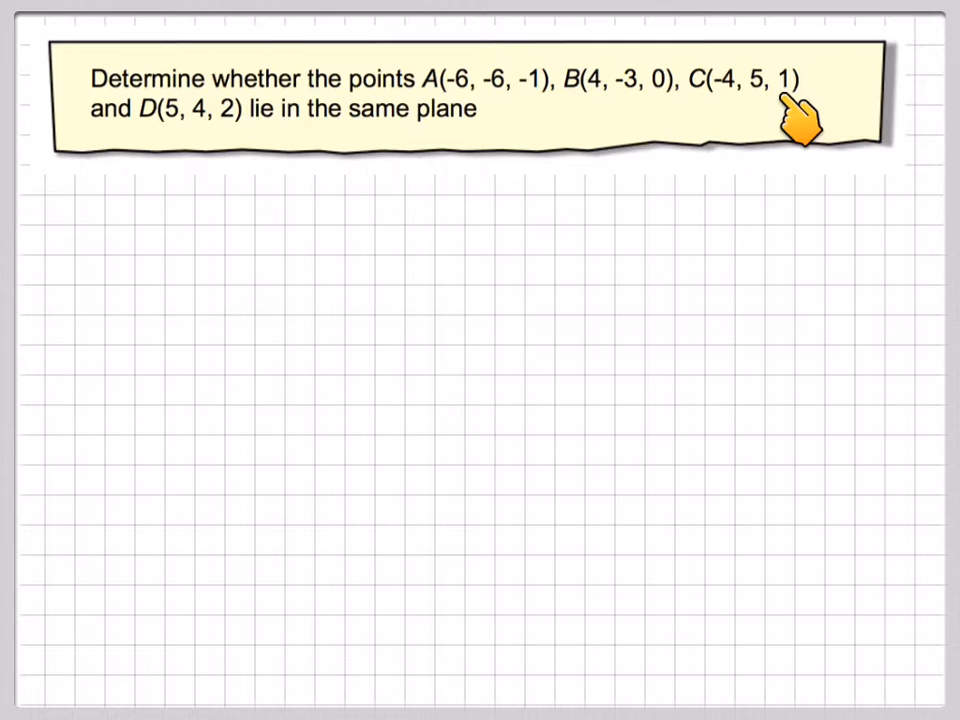 Determine whether the points A(-6, -6, -1), B(4, -3, 0), C(-4, 5, 1)
and D(5, 4, 2) lie in the same plane